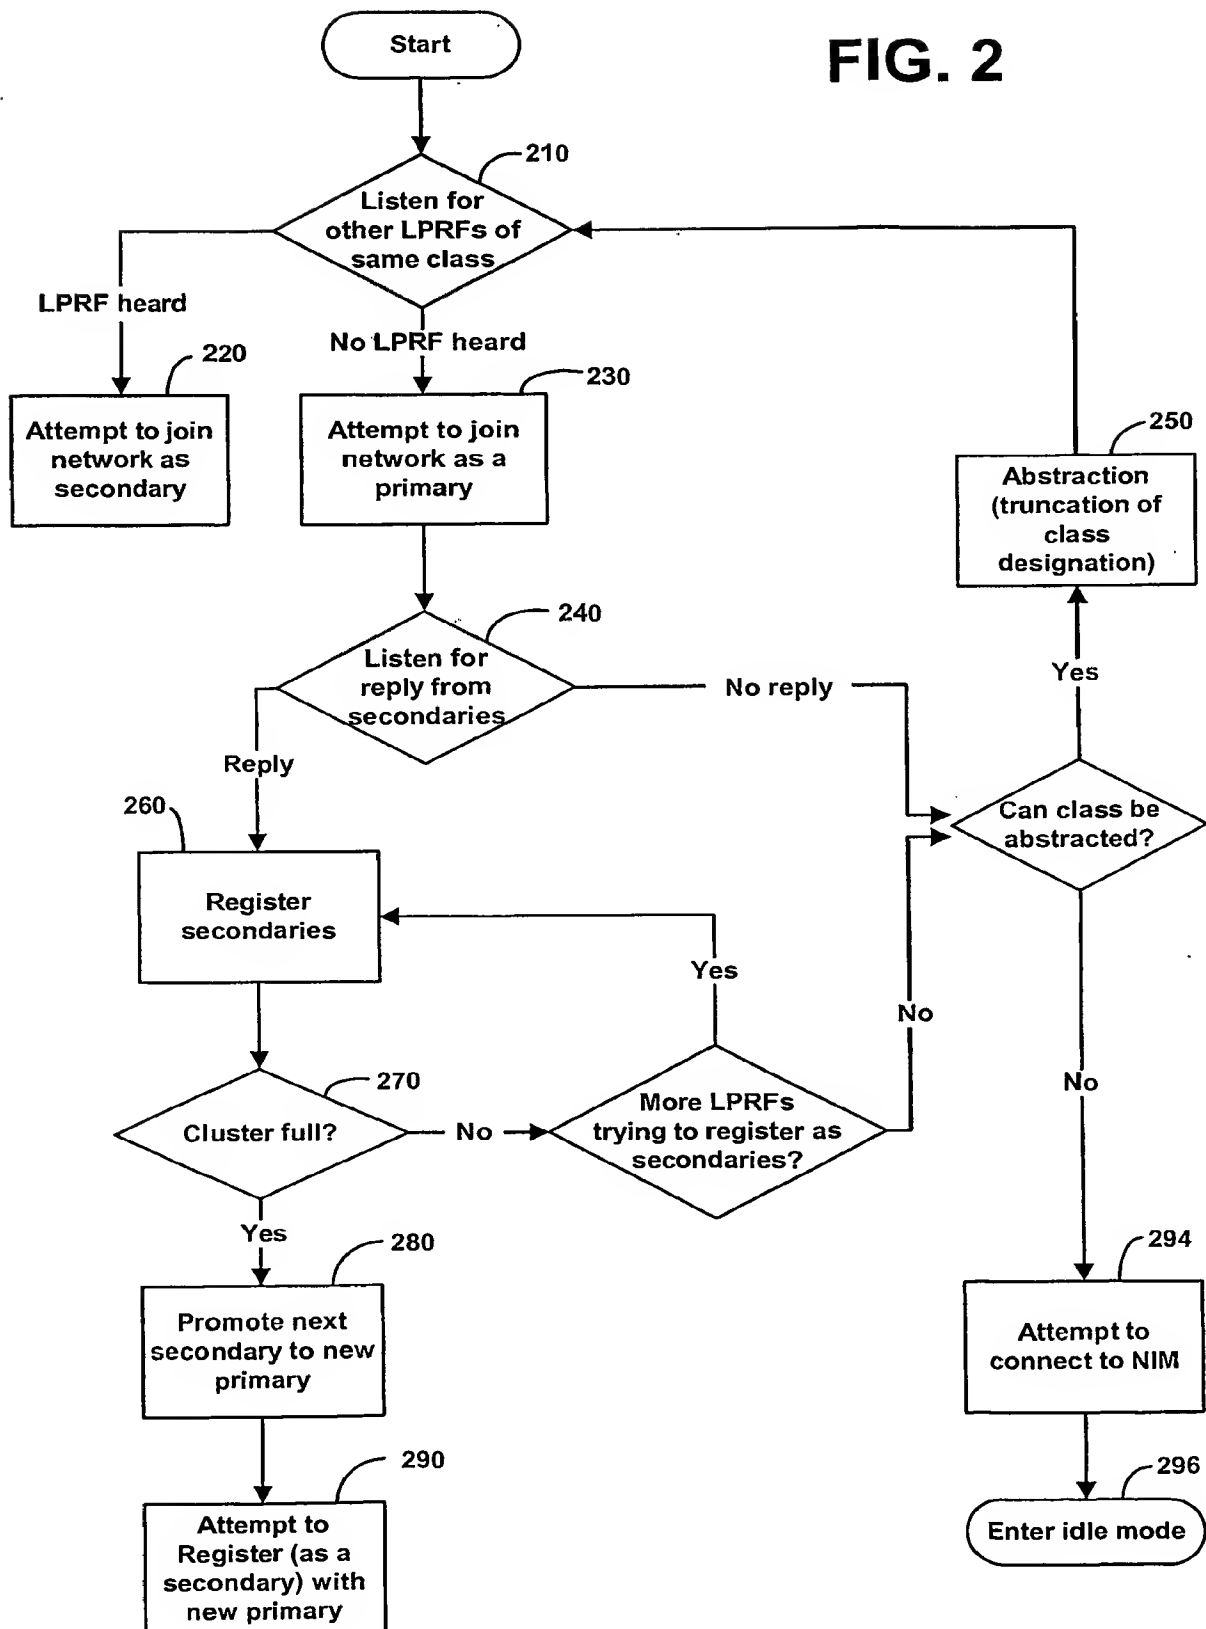 Start
FIG. 2
210
Listen for
other LPRFs of
same class
LPRF heard
No LPRF heard
220
Attempt to join
network as
secondary
230
Attempt to join
network as a
primary
250
Abstraction
(truncation of
class
designation)
240
Listen for
reply from
secondaries
No reply
Yes
Reply
Can class be
abstracted?
260
Register
secondaries
Yes
No
No
270
Cluster full?
No
More LPRFs
trying to register as
secondaries?
Yes
280
Promote next
secondary to new
primary
294
Attempt to
connect to NIM
290
Attempt to
Register (as a
secondary) with
new primary
296
Enter idle mode